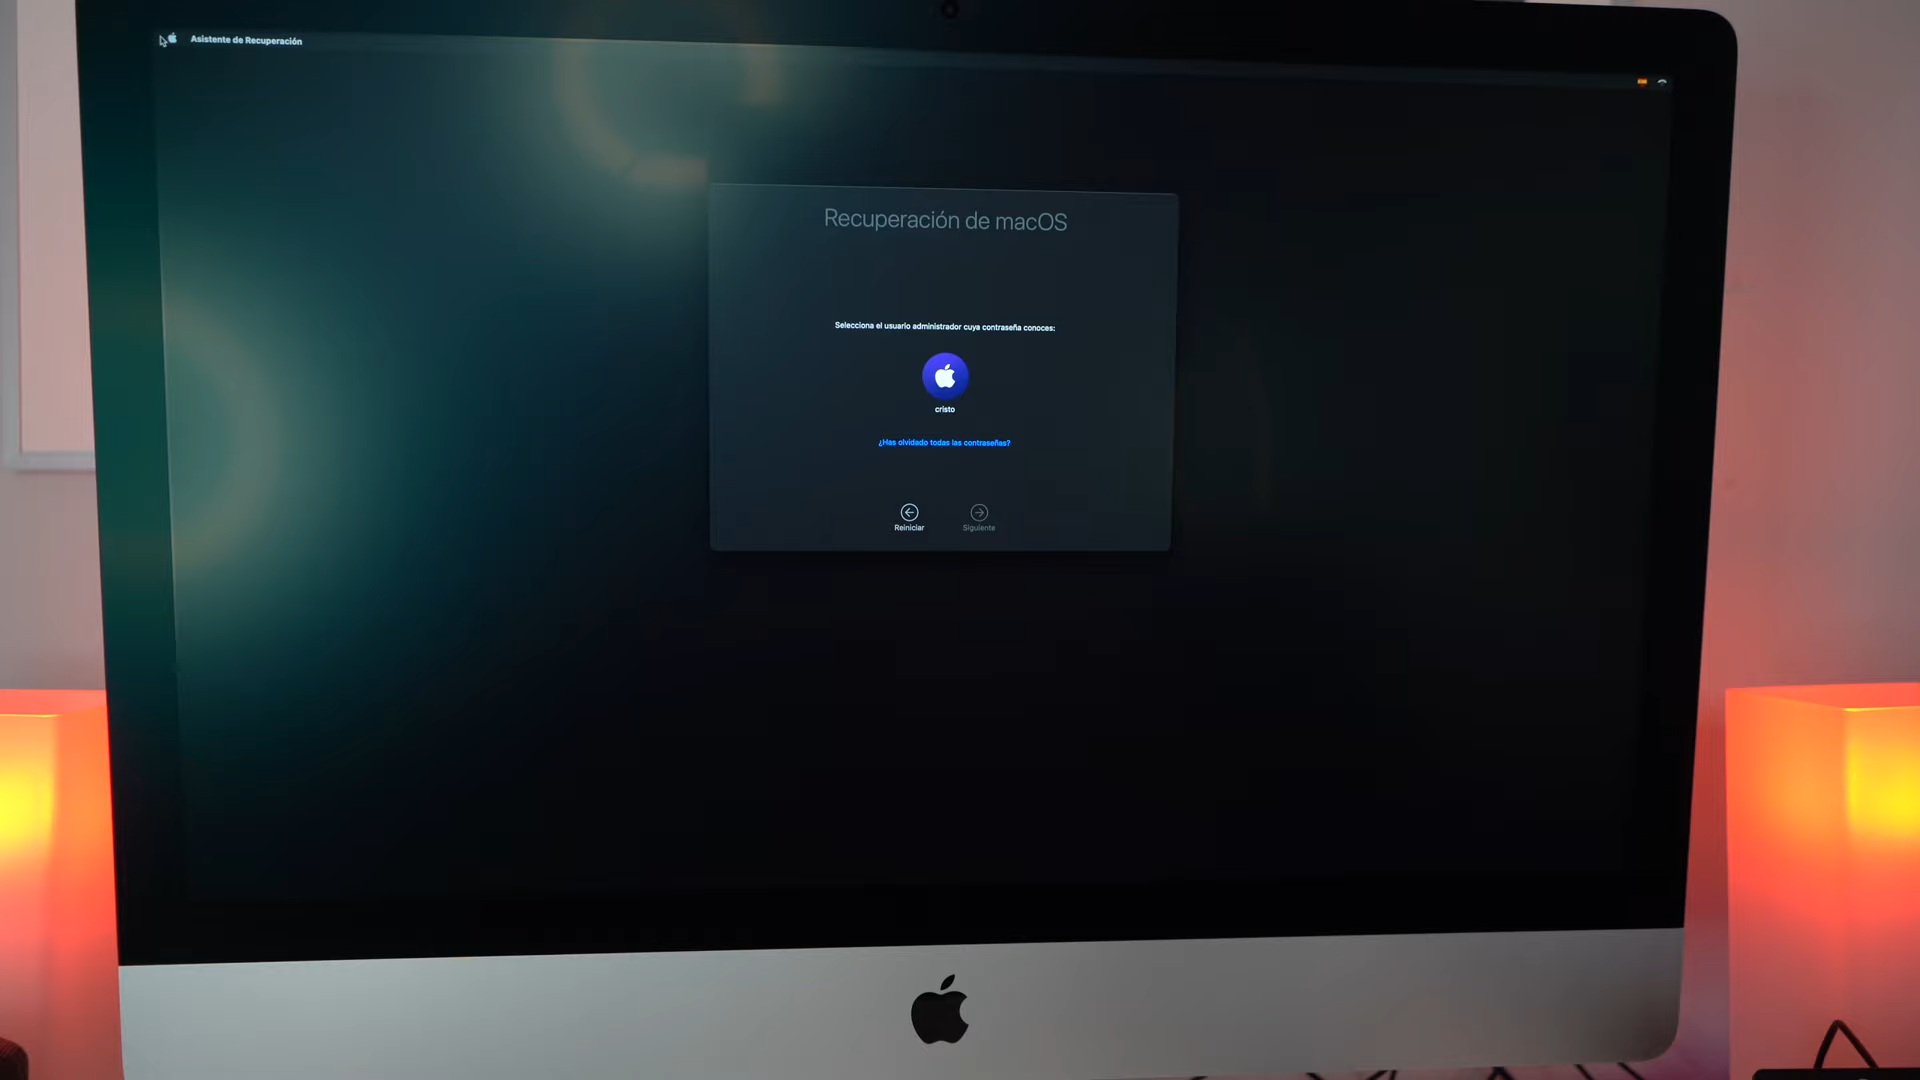 Asistente de Recuperación
Recuperación de macOS
Selecciona el usuario administrador cuya contraseña conoces:
cristo
¿Has olvidado todas las contraseñas?
Reiniciar
Siguiente